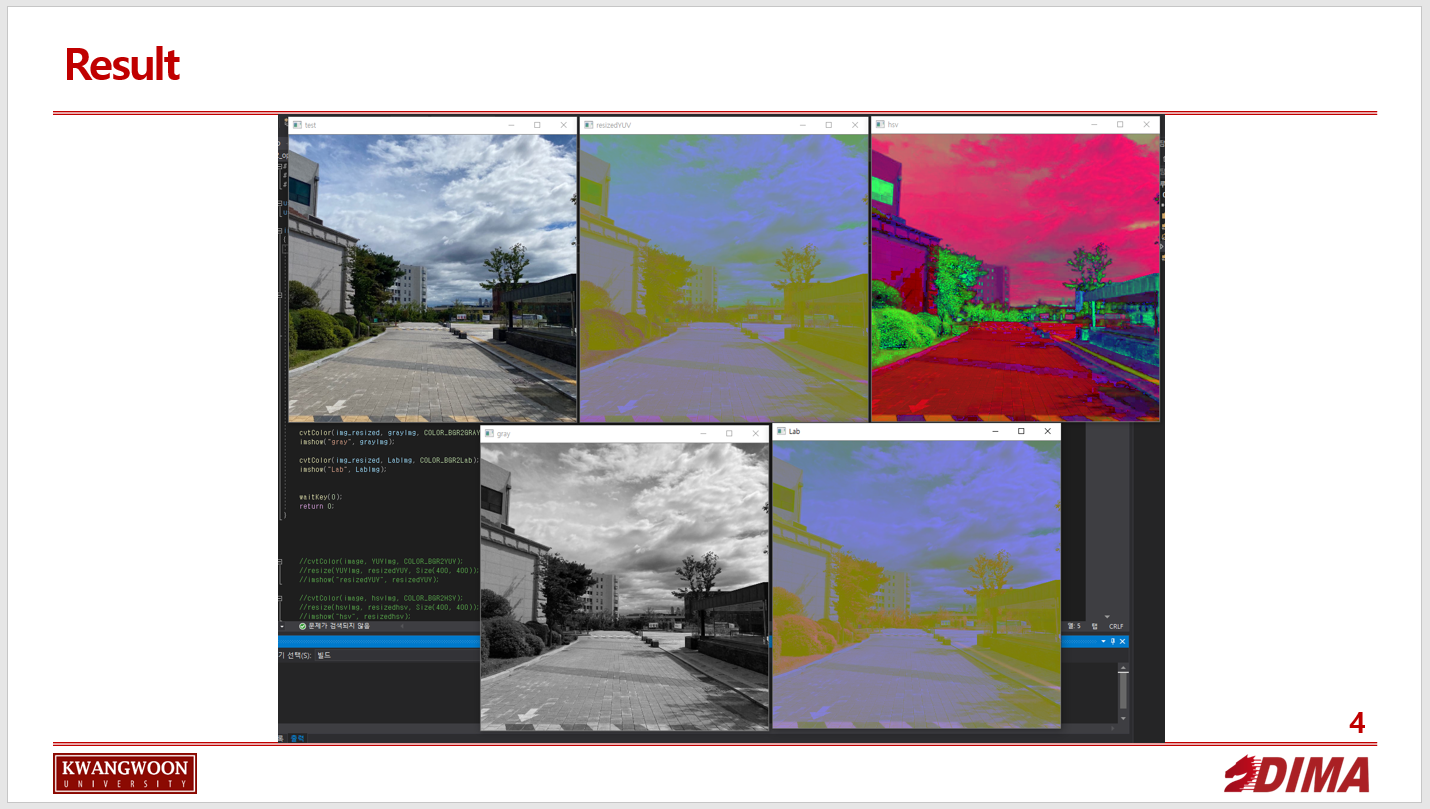 Result
test
resizedYUV
hsv
cvtColor(img_resized, grayImg, COLOR_BGR2GRAY
imshow("gray", grayImg);
gray
Lab
cvtColor(img_resized, LabImg, COLOR_BGR2Lab);
imshow("Lab", LabImg);
waitKey(0);
return 0;
}
//cvtColor(image, YUVImg, COLOR_BGR2YUV);
//resize(YUVImg, resizedYUV, Size(400, 400));
//imshow("resizedYUV", resizedYUV);
//cvtColor(image, hsvImg, COLOR_BGR2HSV);
//resize(hsvImg, resizedhsv, Size(400, 400));
//imshow("hsv", resizedhsv);
문제가 검색되지 않음
열: 5 탭 CRLF
기 선택(S): 빌드
출력
4
KWANGWOON
UNIVERSITY
DIMA